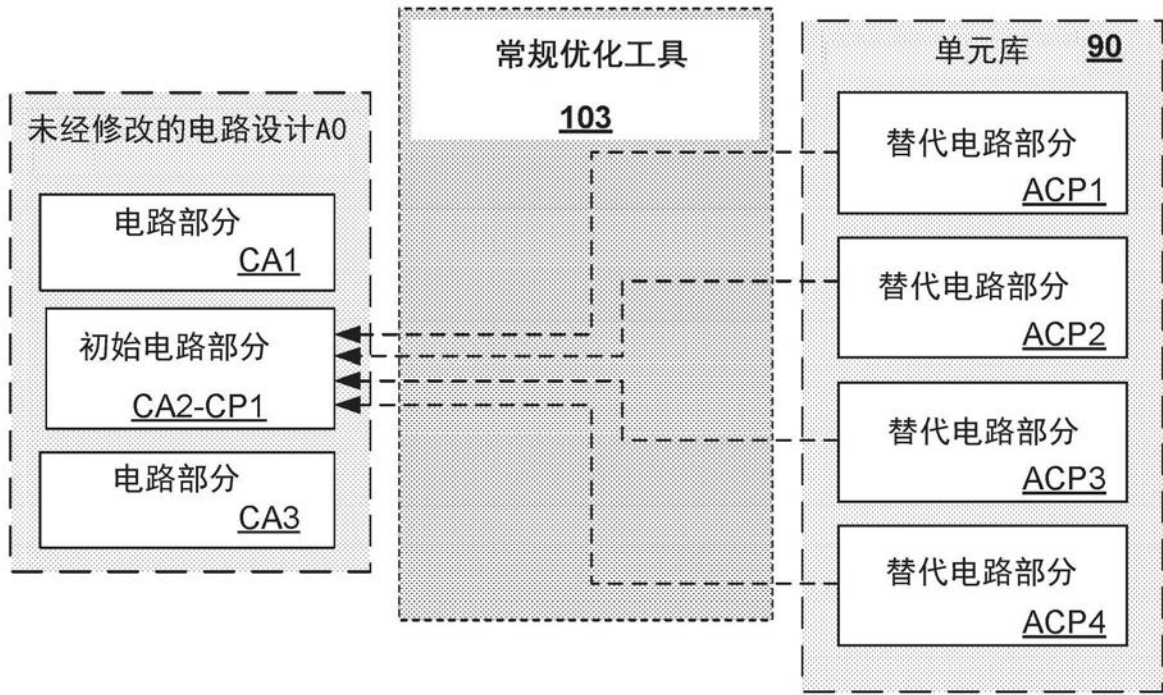 未经修改的电路设计A0
电路部分
CA1
初始电路部分
CA2-CP1
电路部分
CA3
常规优化工具
103
单元库 90
替代电路部分
ACP1
替代电路部分
ACP2
替代电路部分
ACP3
替代电路部分
ACP4